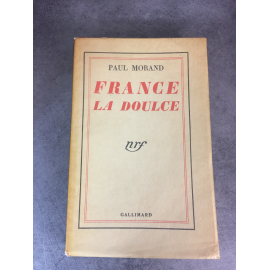 PAUL MORAND
FRANCE
LA DOULCE
nrf
GALLIMARD